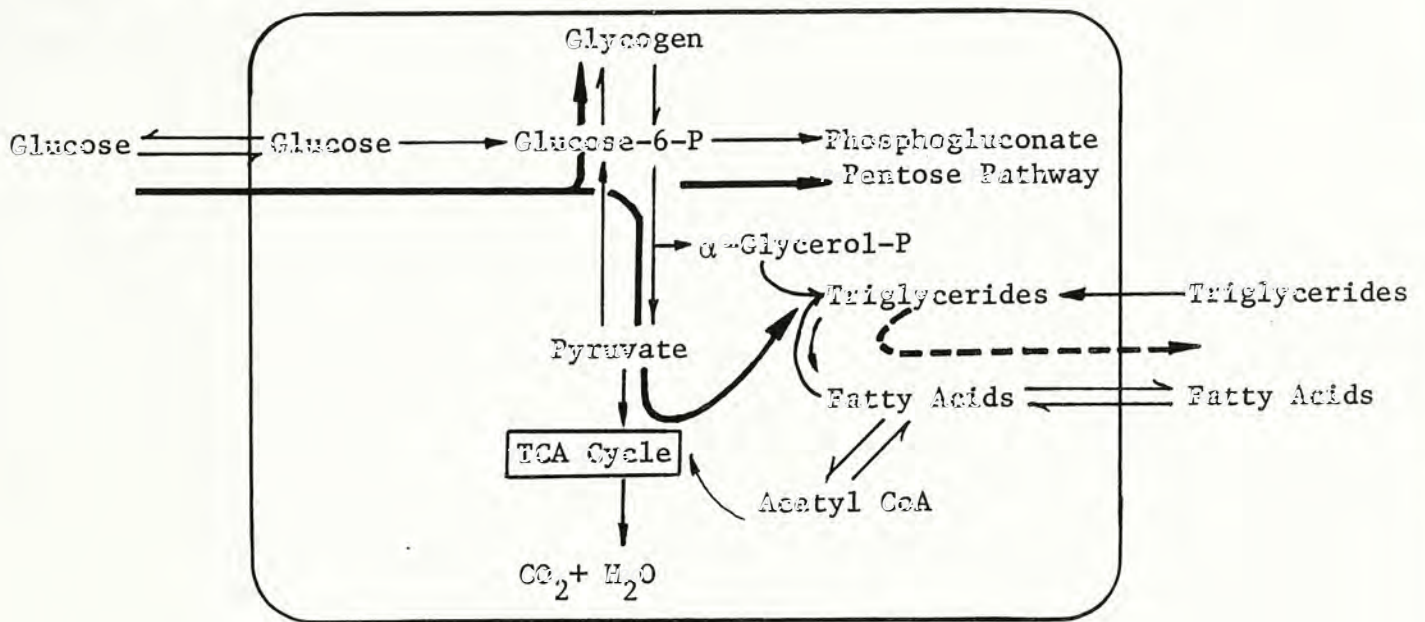 Glycogen
Glucose Glucose Glucose-6-P Phosphogluconate
Pentose Pathway
α-Glycerol-P
Triglycerides Triglycerides
Pyruvate
Fatty Acids Fatty Acids
TCA Cycle
Acetyl CoA
CO₂+ H₂O